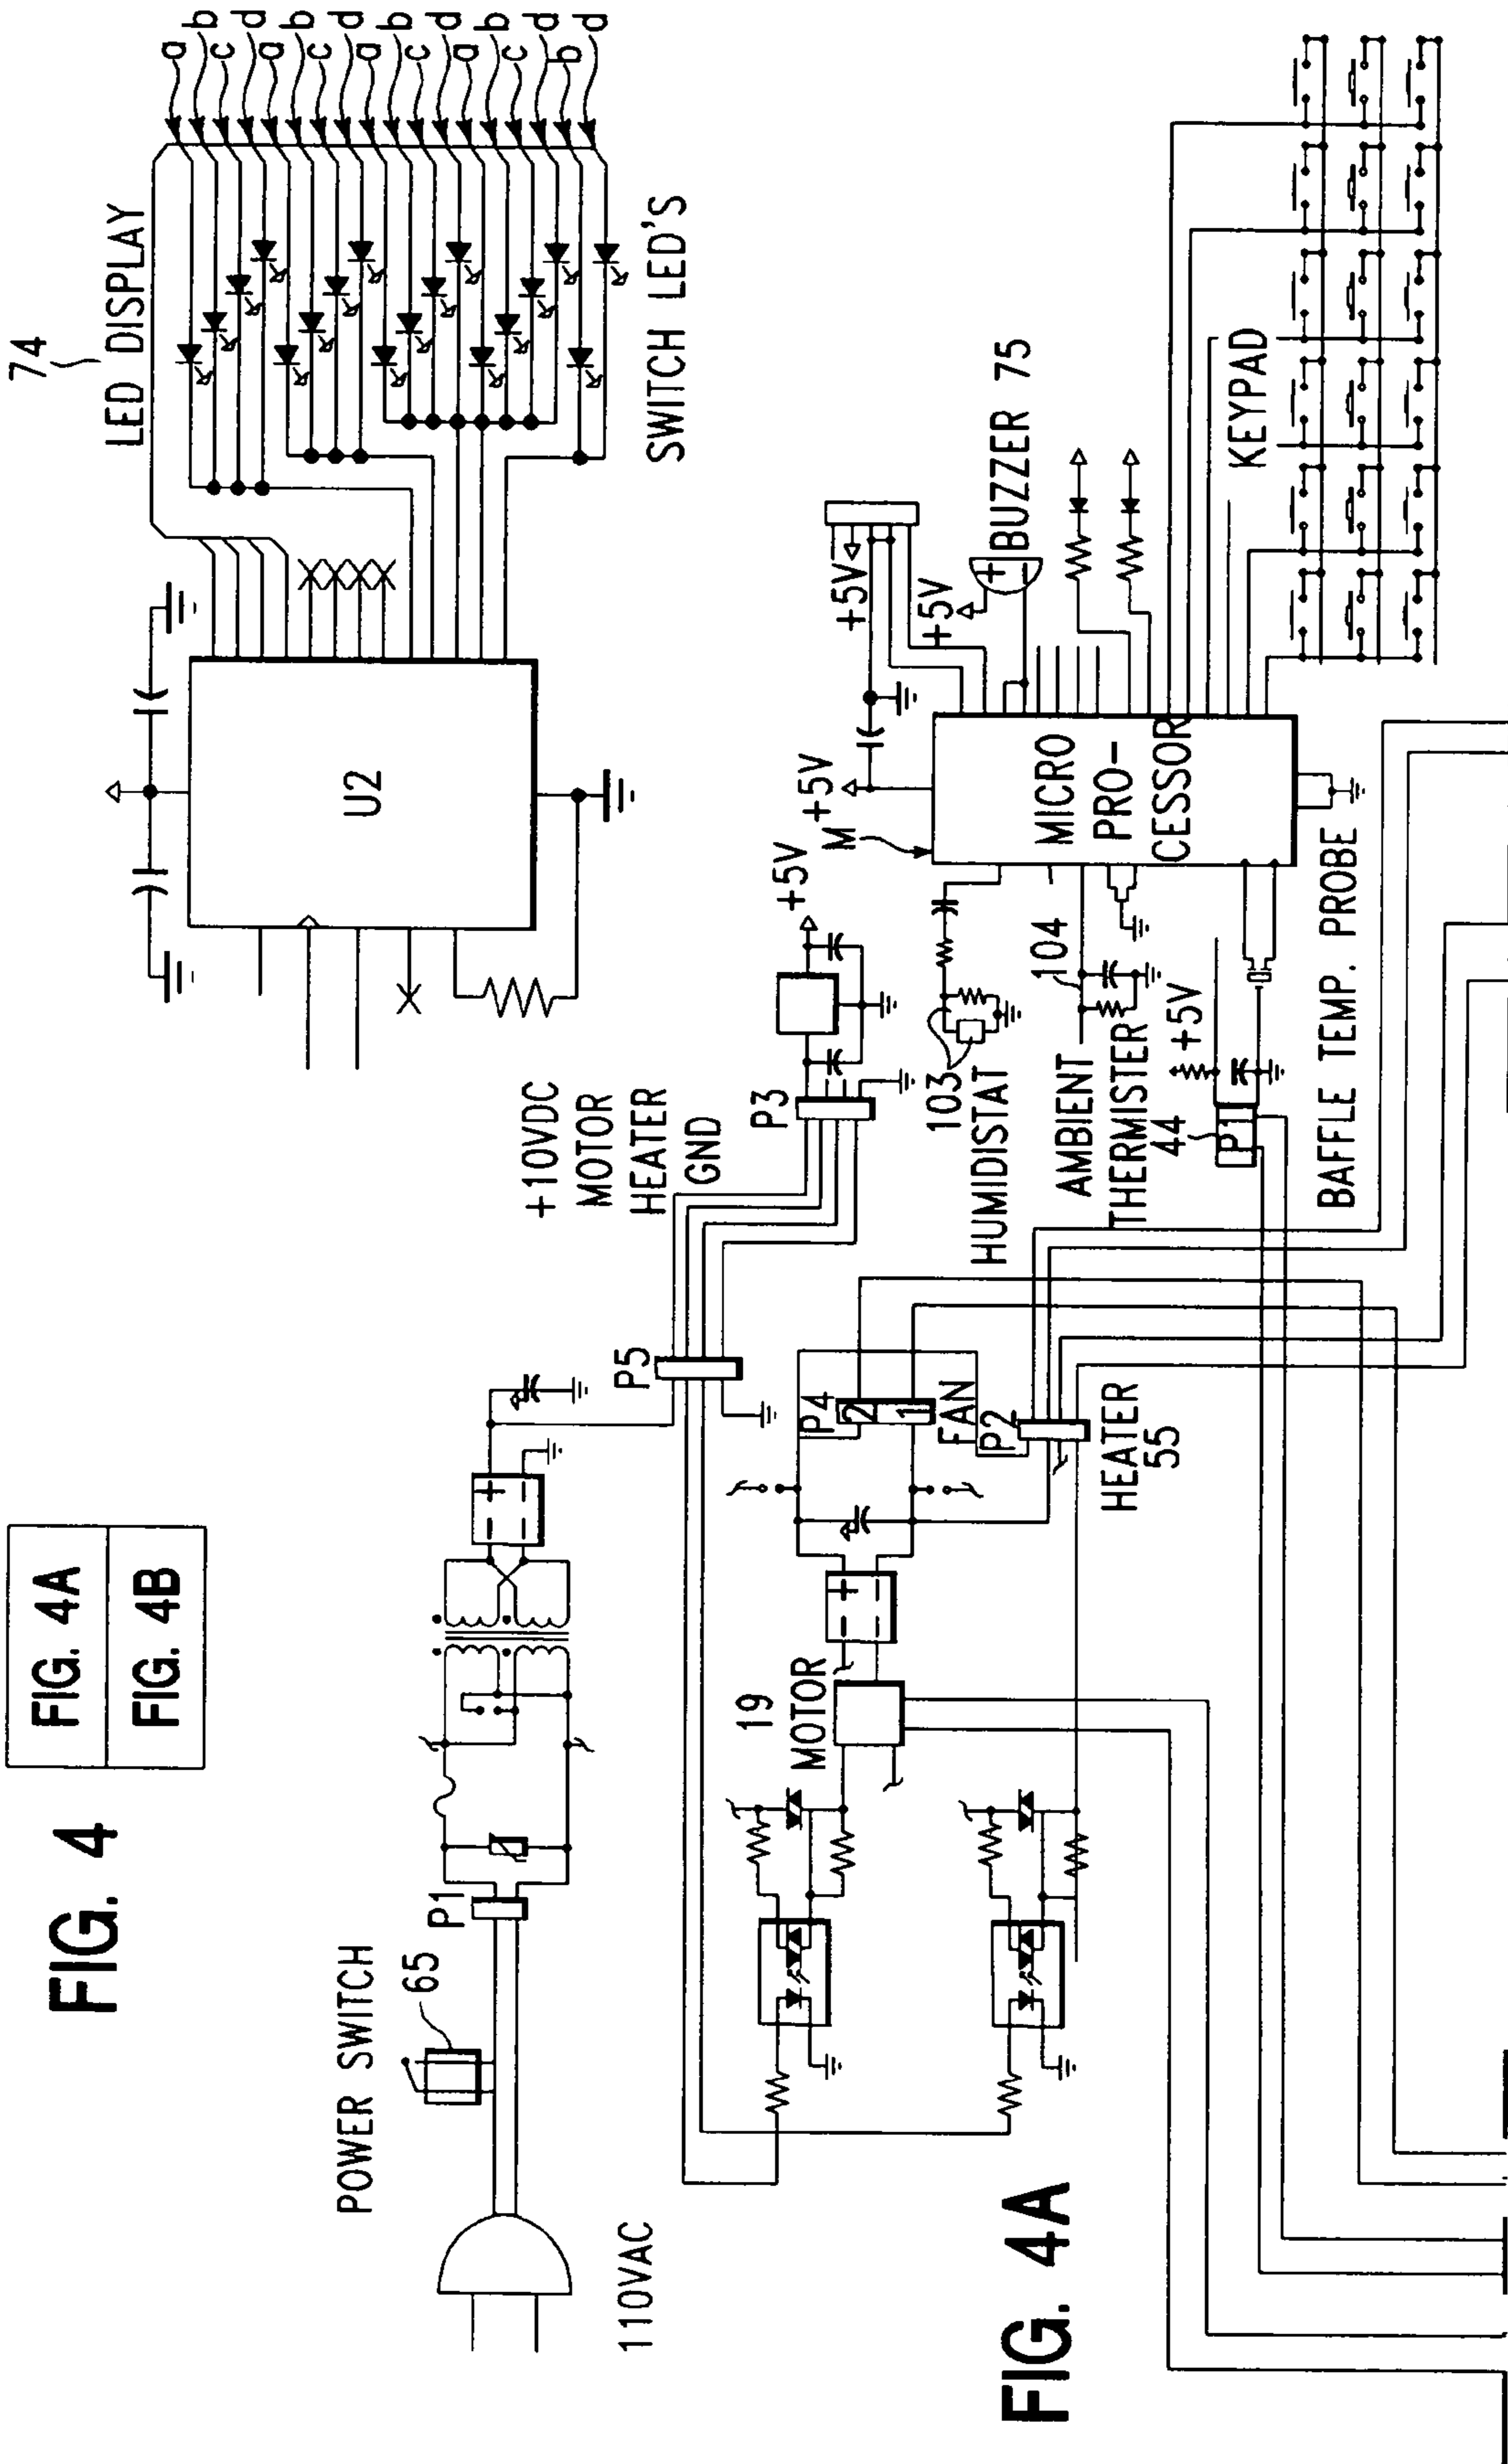 FIG. 4
FIG. 4A
FIG. 4B
74
LED DISPLAY
a
b
c
d
a
b
c
d
a
b
c
d
a
b
c
d
b
d
SWITCH LED'S
U2
POWER SWITCH
65
P1
110VAC
+10VDC
MOTOR
HEATER
GND
P5
P3
+5V
+5V
M
+5V
+5V
BUZZER 75
MICRO
PRO-
CESSOR
KEYPAD
103
HUMIDISTAT
104
AMBIENT
THERMISTER
44
+5V
P1
BAFFLE TEMP. PROBE
19
MOTOR
P4
2
1
FAN
P2
HEATER
55
FIG. 4A